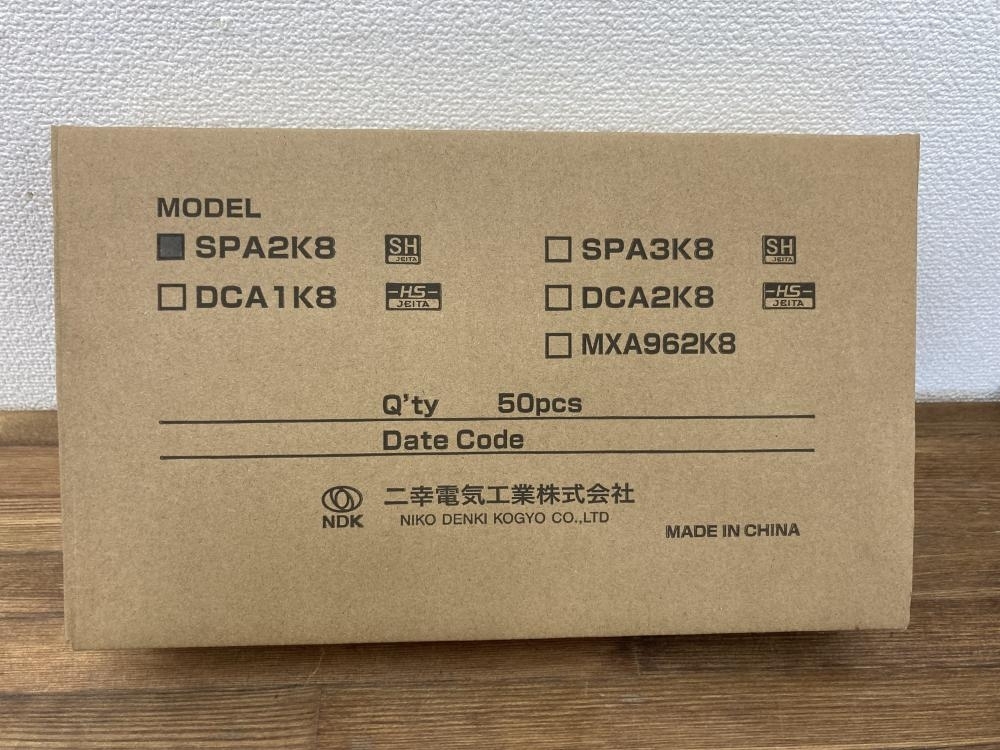 MODEL
■ SPA2K8 SH JEITA □ SPA3K8 SH JEITA
□ DCA1K8 -HS- JEITA □ DCA2K8 -HS- JEITA
□ MXA962K8
Q'ty 50pcs
Date Code
NDK 二幸電気工業株式会社
NIKO DENKI KOGYO CO.,LTD
MADE IN CHINA